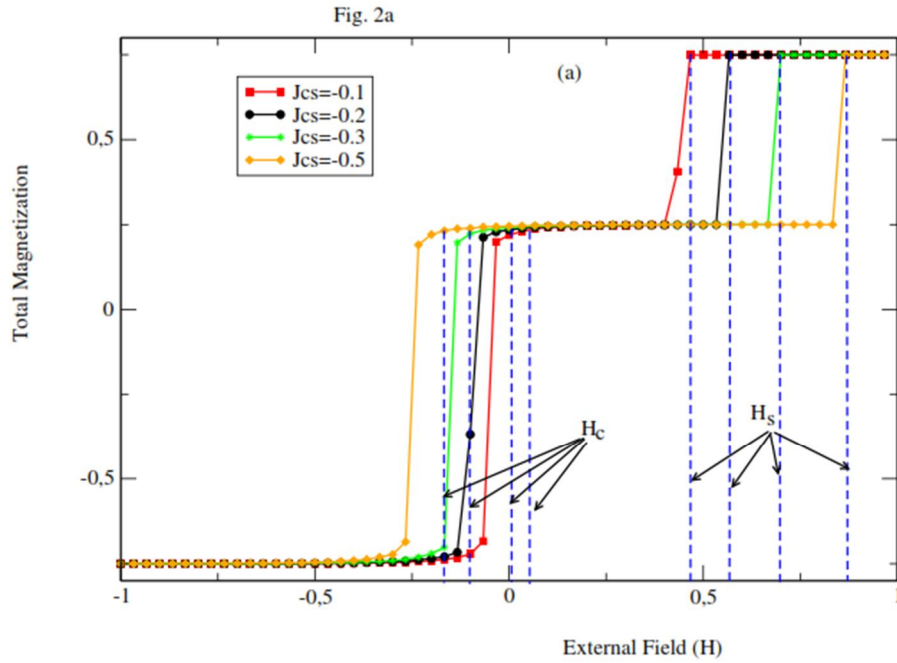 Fig. 2a
(a)
Jcs=-0.1
Jcs=-0.2
Jcs=-0.3
Jcs=-0.5
Total Magnetization
0,5
0
-0,5
Hc
Hs
-1
-0,5
0
0,5
1
External Field (H)